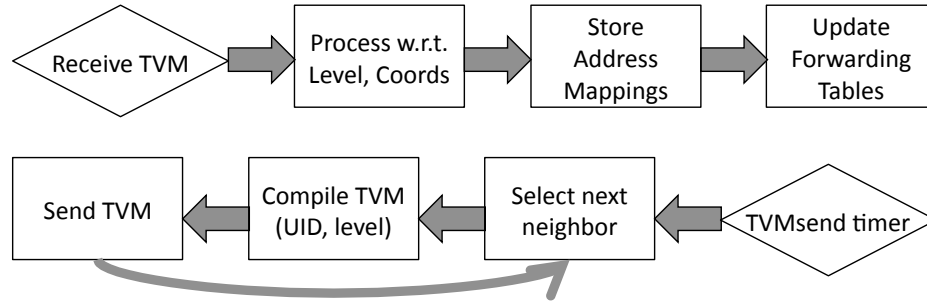 Receive TVM
Process w.r.t.
Level, Coords
Store
Address
Mappings
Update
Forwarding
Tables
Send TVM
Compile TVM
(UID, level)
Select next
neighbor
TVMsend timer